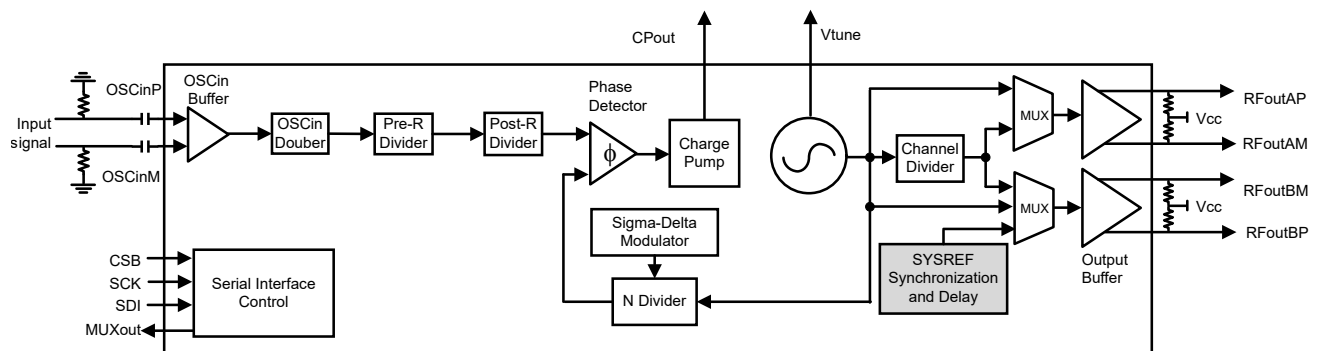 CPout
Vtune
OSCinP
OSCin
Buffer
Phase
Detector
Input
signal
OSCin
Douber
Pre-R
Divider
Post-R
Divider
ϕ
Charge
Pump
Channel
Divider
MUX
RFoutAP
Vcc
RFoutAM
OSCinM
MUX
RFoutBM
Vcc
RFoutBP
Sigma-Delta
Modulator
SYSREF
Synchronization
and Delay
Output
Buffer
N Divider
CSB
SCK
SDI
MUXout
Serial Interface
Control